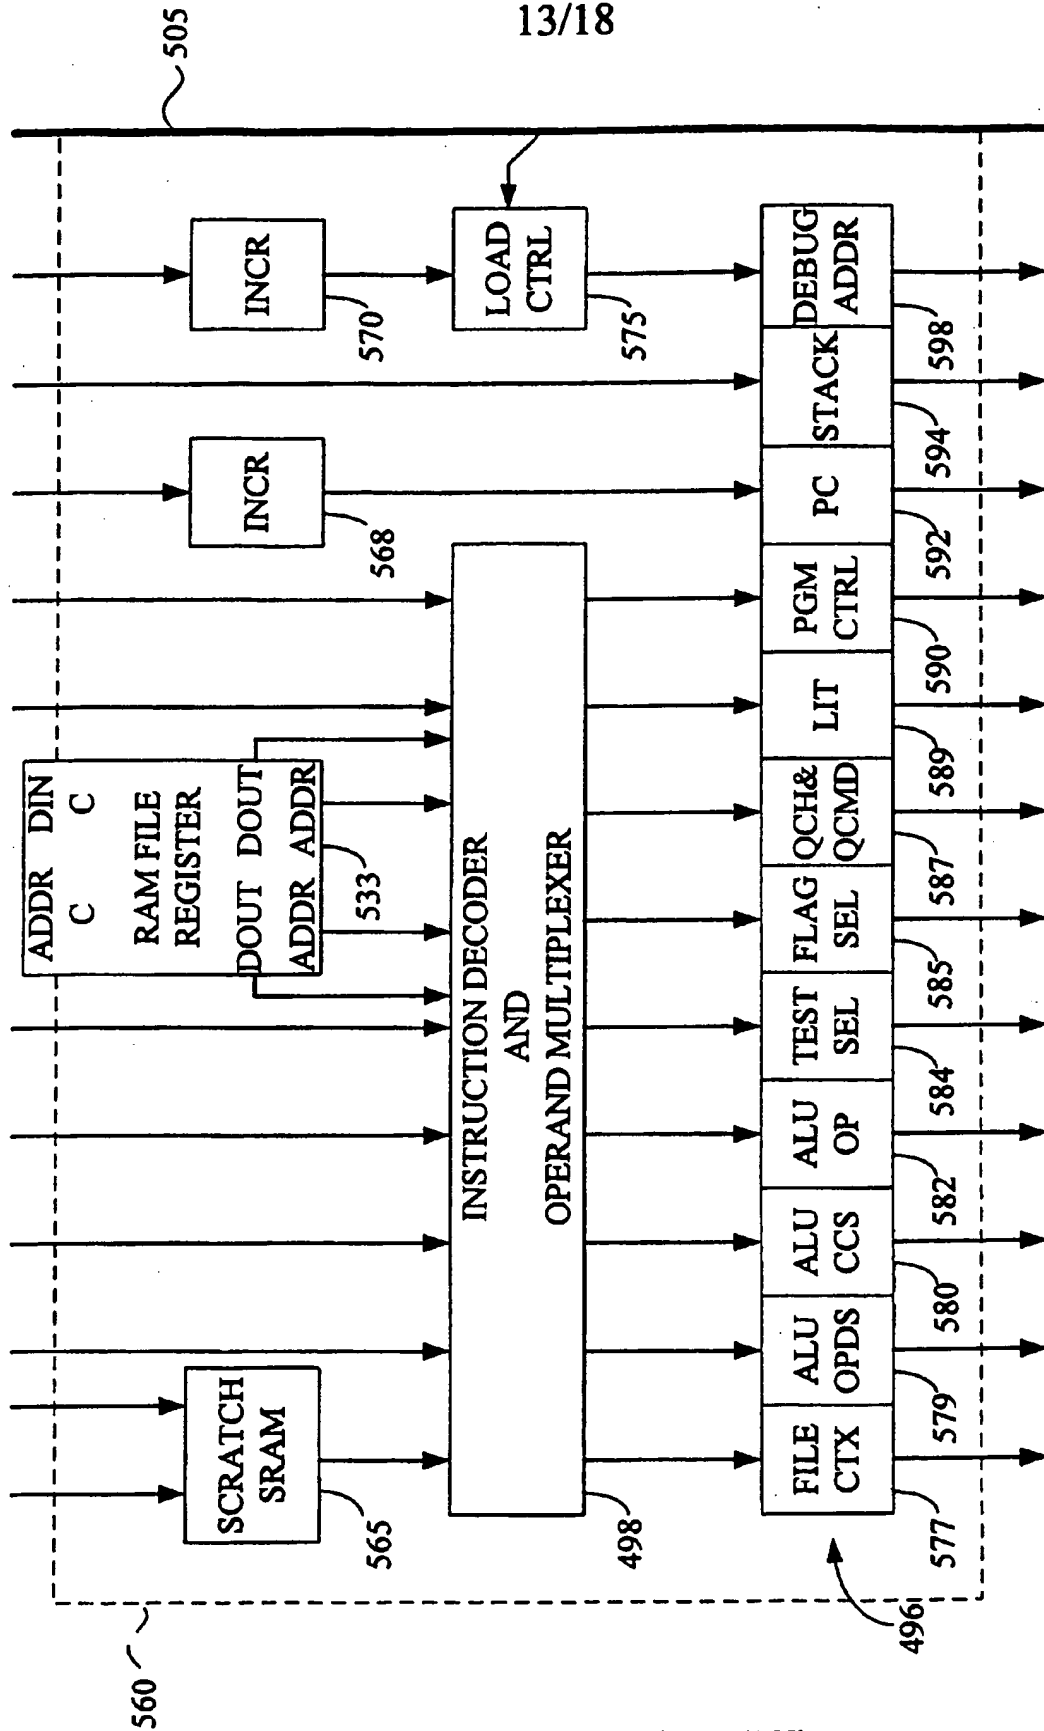 13/18
505
560
ADDR DIN
C C
RAM FILE
REGISTER
DOUT DOUT
ADDR ADDR
533
SCRATCH
SRAM
565
INCR
568
INCR
570
INSTRUCTION DECODER
AND
OPERAND MULTIPLEXER
498
LOAD
CTRL
575
496
FILE
CTX
577
ALU
OPDS
579
ALU
CCS
580
ALU
OP
582
TEST
SEL
584
FLAG
SEL
585
QCH&
QCMD
587
LIT
589
PGM
CTRL
590
PC
592
STACK
594
DEBUG
ADDR
598